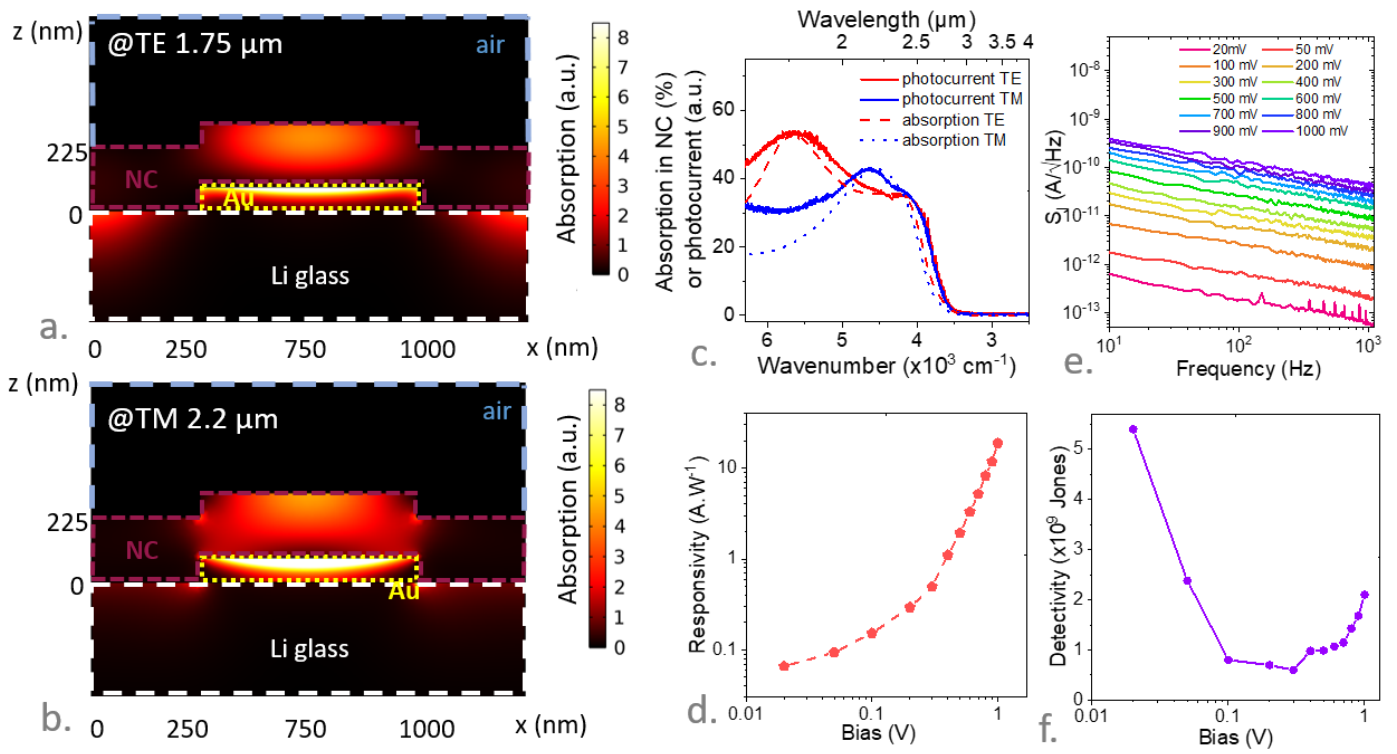 z (nm)
@TE 1.75 µm
air
225
NC
Au
0
Li glass
a.
0 250 750 1000 x (nm)
Absorption (a.u.)
8
7
6
5
4
3
2
1
0
z (nm)
@TM 2.2 µm
air
225
NC
0
Au
Li glass
b.
0 250 750 1000 x (nm)
Absorption (a.u.)
8
7
6
5
4
3
2
1
0
Wavelength (µm)
2 2.5 3 3.5 4
photocurrent TE
photocurrent TM
absorption TE
absorption TM
Absorption in NC (%)
or photocurrent (a.u.)
60
40
20
0
6 5 4 3
c.
Wavenumber (x10³ cm⁻¹)
20mV 50 mV
100 mV 200 mV
300 mV 400 mV
500 mV 600 mV
700 mV 800 mV
900 mV 1000 mV
S_I (A/√Hz)
10⁻⁸
10⁻⁹
10⁻¹⁰
10⁻¹¹
10⁻¹²
10⁻¹³
10¹ 10² 10³
e.
Frequency (Hz)
Responsivity (A.W⁻¹)
10
1
0.1
0.01 0.1 1
d.
Bias (V)
Detectivity (x10⁹ Jones)
5
4
3
2
1
0
0.01 0.1 1
f.
Bias (V)